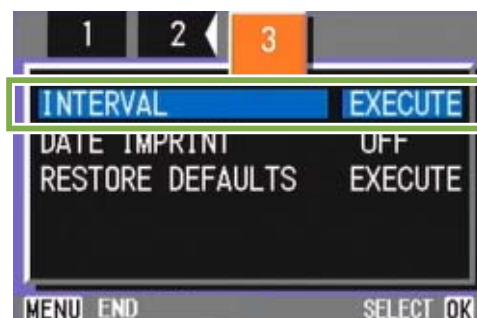 1 2 3
INTERVAL EXECUTE
DATE IMPRINT OFF
RESTORE DEFAULTS EXECUTE
MENU END SELECT OK